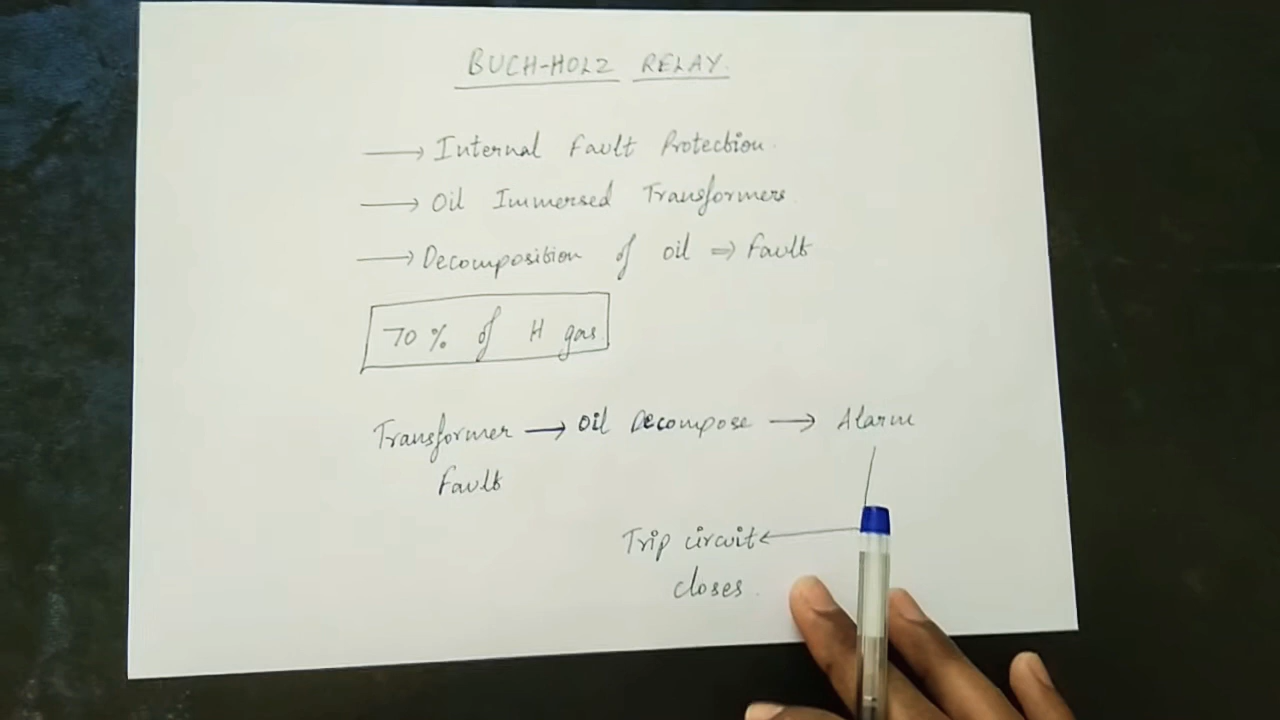 BUCH-HOLZ RELAY.
→ Internal Fault Protection.
→ Oil Immersed Transformers.
→ Decomposition of oil ⇒ Fault
70% of H gas
Transformer → Oil Decompose → Alarm
Fault
Trip circuit ←
closes.